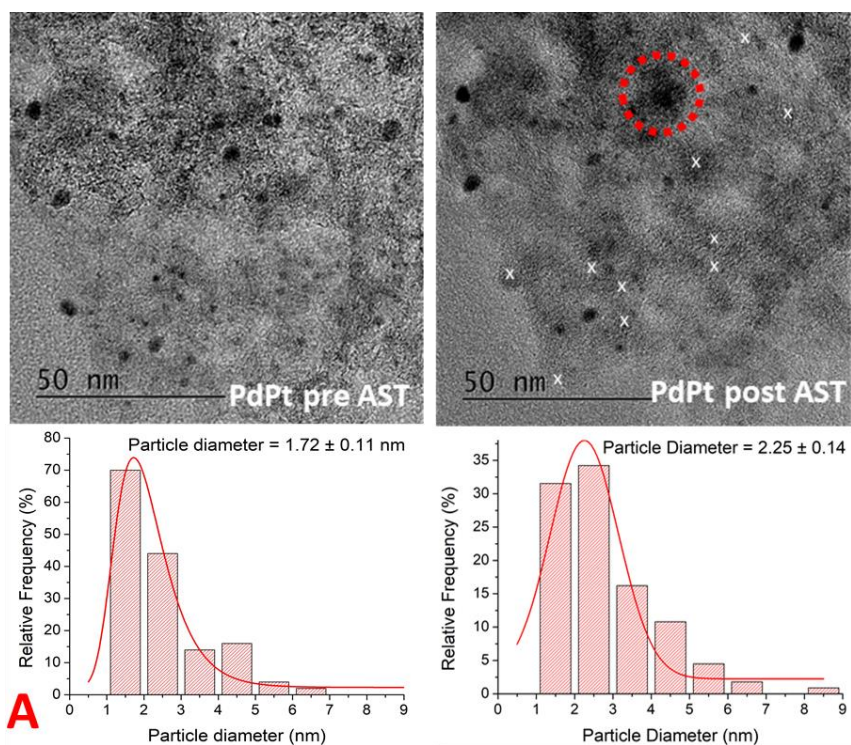 x
x
x
x
x
x
x
x
x
x
50 nm PdPt pre AST
50 nm PdPt post AST
Particle diameter = 1.72 ± 0.11 nm
80
70
60
50
40
30
20
10
0
Relative Frequency (%)
0 1 2 3 4 5 6 7 8 9
Particle diameter (nm)
A
Particle Diameter = 2.25 ± 0.14
35
30
25
20
15
10
5
0
Relative Frequency (%)
0 1 2 3 4 5 6 7 8 9
Particle Diameter (nm)